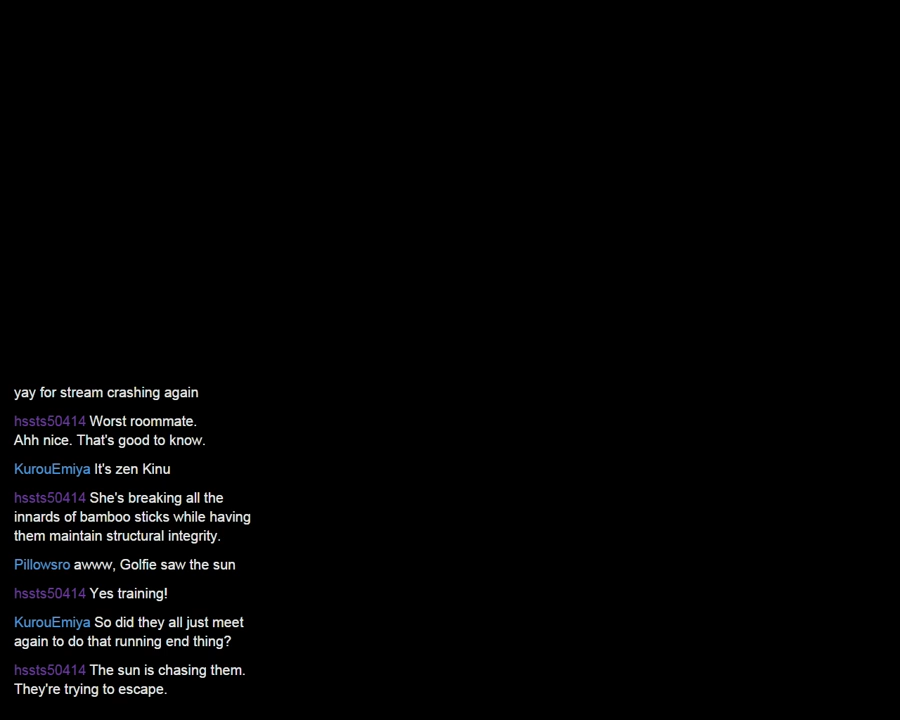 yay for stream crashing again
hssts50414 Worst roommate.
Ahh nice. That's good to know.
KurouEmiya It's zen Kinu
hssts50414 She's breaking all the
innards of bamboo sticks while having
them maintain structural integrity.
Pillowsro awww, Golfie saw the sun
hssts50414 Yes training!
KurouEmiya So did they all just meet
again to do that running end thing?
hssts50414 The sun is chasing them.
They're trying to escape.